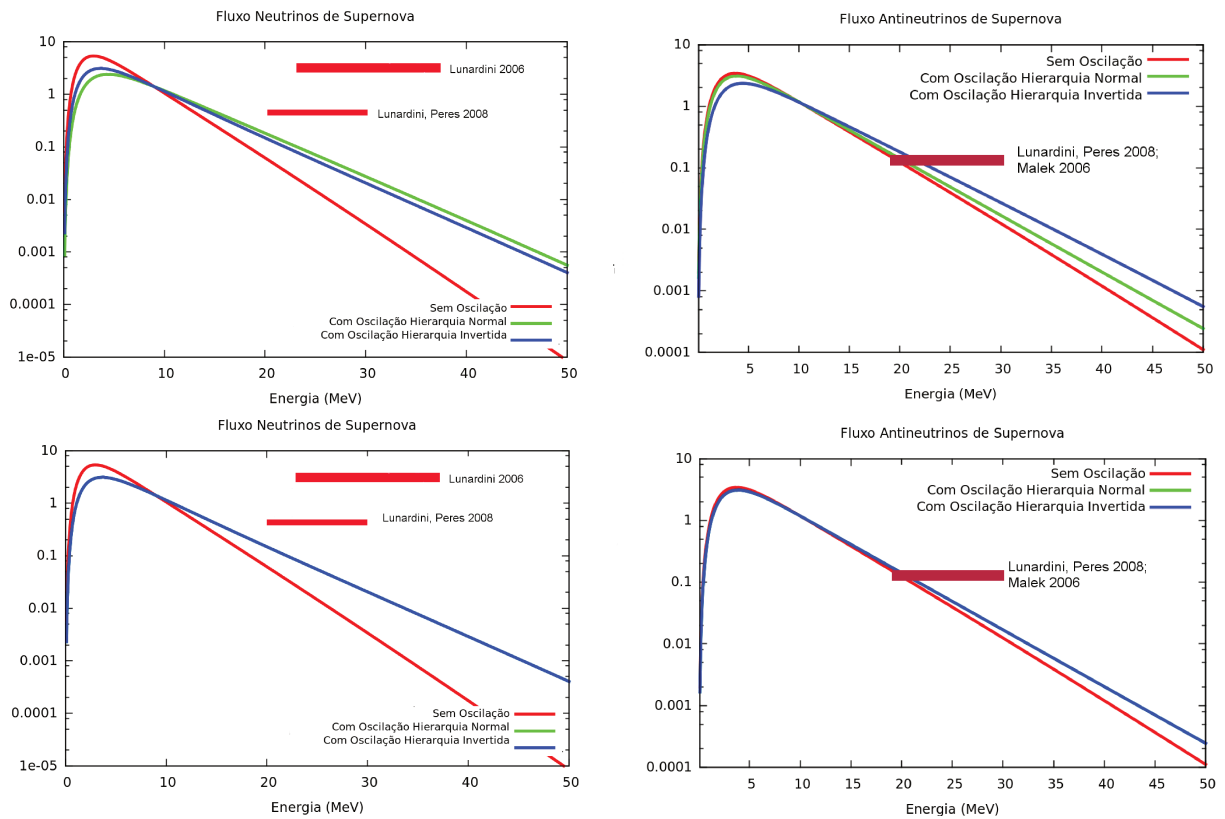 Fluxo Neutrinos de Supernova
10
1
0.1
0.01
0.001
0.0001
1e-05
Lunardini 2006
Lunardini, Peres 2008
Sem Oscilação
Com Oscilação Hierarquia Normal
Com Oscilação Hierarquia Invertida
0 10 20 30 40 50
Energia (MeV)
Fluxo Antineutrinos de Supernova
10
1
0.1
0.01
0.001
0.0001
Sem Oscilação
Com Oscilação Hierarquia Normal
Com Oscilação Hierarquia Invertida
Lunardini, Peres 2008;
Malek 2006
5 10 15 20 25 30 35 40 45 50
Energia (MeV)
Fluxo Neutrinos de Supernova
10
1
0.1
0.01
0.001
0.0001
1e-05
Lunardini 2006
Lunardini, Peres 2008
Sem Oscilação
Com Oscilação Hierarquia Normal
Com Oscilação Hierarquia Invertida
0 10 20 30 40 50
Energia (MeV)
Fluxo Antineutrinos de Supernova
10
1
0.1
0.01
0.001
0.0001
Sem Oscilação
Com Oscilação Hierarquia Normal
Com Oscilação Hierarquia Invertida
Lunardini, Peres 2008;
Malek 2006
5 10 15 20 25 30 35 40 45 50
Energia (MeV)